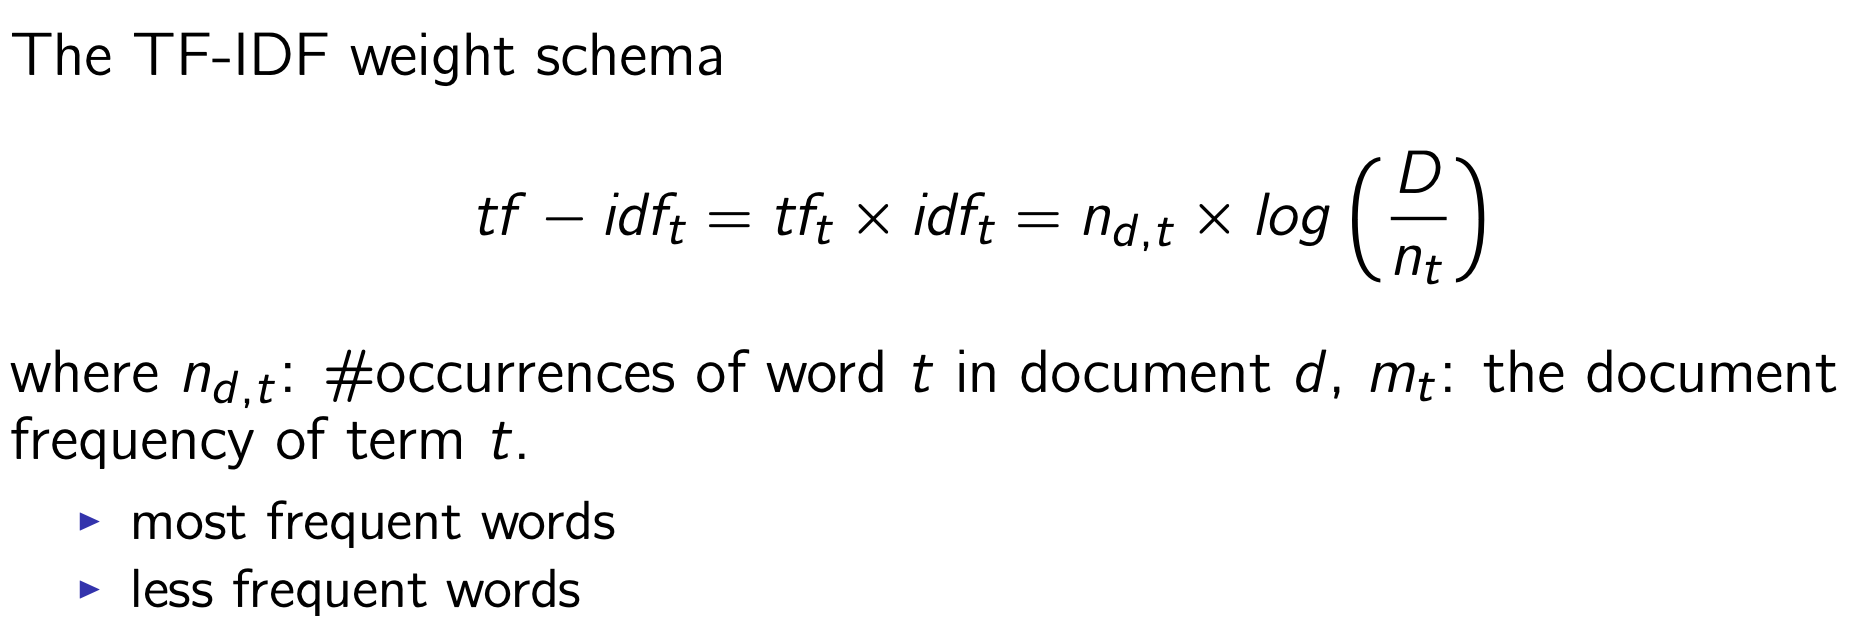 The TF-IDF weight schema
tf − idf_t = tf_t × idf_t = n_{d,t} × log (D / n_t)
where n_{d,t}: #occurrences of word t in document d, m_t: the document
frequency of term t.
▶ most frequent words
▶ less frequent words